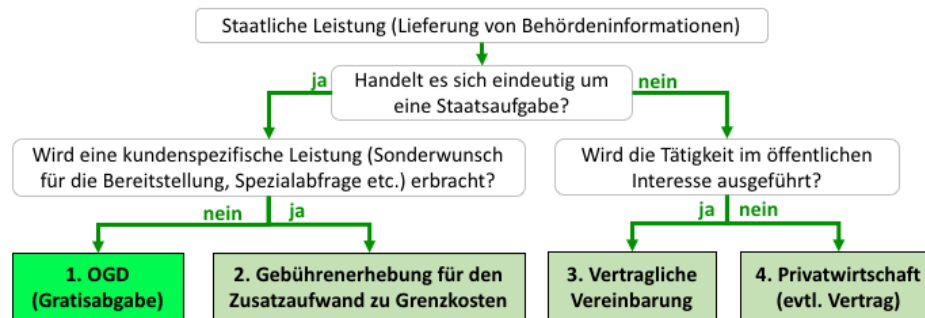 Staatliche Leistung (Lieferung von Behördeninformationen)
ja
Handelt es sich eindeutig um
eine Staatsaufgabe?
nein
Wird eine kundenspezifische Leistung (Sonderwunsch
für die Bereitstellung, Spezialabfrage etc.) erbracht?
Wird die Tätigkeit im öffentlichen
Interesse ausgeführt?
nein
ja
ja
nein
1. OGD
(Gratisabgabe)
2. Gebührenerhebung für den
Zusatzaufwand zu Grenzkosten
3. Vertragliche
Vereinbarung
4. Privatwirtschaft
(evtl. Vertrag)